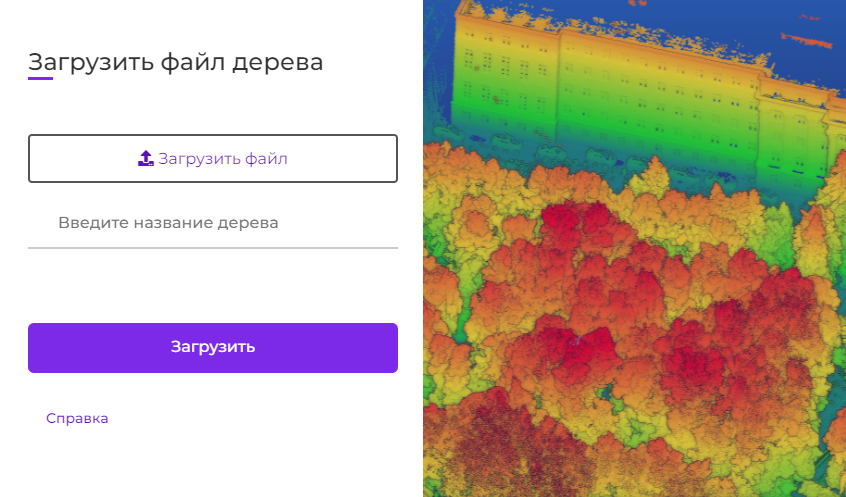 Загрузить файл дерева
Загрузить файл
Введите название дерева
Загрузить
Справка